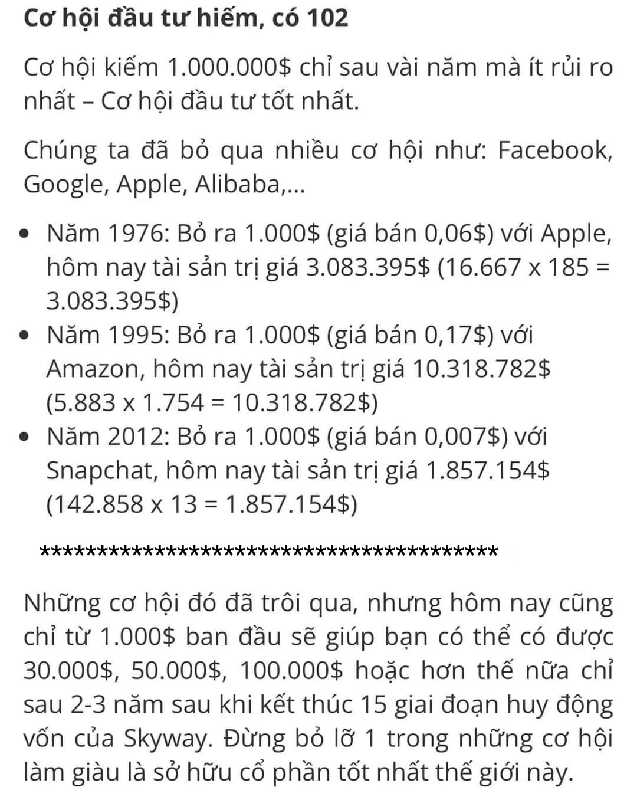 Cơ hội đầu tư hiếm, có 102
Cơ hội kiếm 1.000.000$ chỉ sau vài năm mà ít rủi ro
nhất – Cơ hội đầu tư tốt nhất.
Chúng ta đã bỏ qua nhiều cơ hội như: Facebook,
Google, Apple, Alibaba,...
• Năm 1976: Bỏ ra 1.000$ (giá bán 0,06$) với Apple,
hôm nay tài sản trị giá 3.083.395$ (16.667 x 185 =
3.083.395$)
• Năm 1995: Bỏ ra 1.000$ (giá bán 0,17$) với
Amazon, hôm nay tài sản trị giá 10.318.782$
(5.883 x 1.754 = 10.318.782$)
• Năm 2012: Bỏ ra 1.000$ (giá bán 0,007$) với
Snapchat, hôm nay tài sản trị giá 1.857.154$
(142.858 x 13 = 1.857.154$)
****************************************
Những cơ hội đó đã trôi qua, nhưng hôm nay cũng
chỉ từ 1.000$ ban đầu sẽ giúp bạn có thể có được
30.000$, 50.000$, 100.000$ hoặc hơn thế nữa chỉ
sau 2-3 năm sau khi kết thúc 15 giai đoạn huy động
vốn của Skyway. Đừng bỏ lỡ 1 trong những cơ hội
làm giàu là sở hữu cổ phần tốt nhất thế giới này.